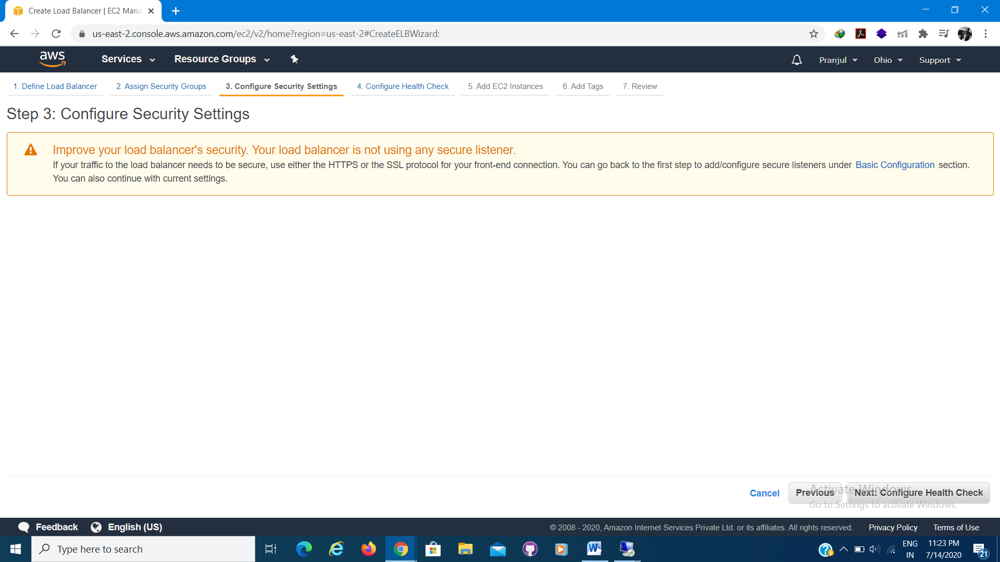 Create Load Balancer | EC2 Mana
us-east-2.console.aws.amazon.com/ec2/v2/home?region=us-east-2#CreateELBWizard:
aws
Services
Resource Groups
Pranjul
Ohio
Support
1. Define Load Balancer
2. Assign Security Groups
3. Configure Security Settings
4. Configure Health Check
5. Add EC2 Instances
6. Add Tags
7. Review
Step 3: Configure Security Settings
Improve your load balancer's security. Your load balancer is not using any secure listener.
If your traffic to the load balancer needs to be secure, use either the HTTPS or the SSL protocol for your front-end connection. You can go back to the first step to add/configure secure listeners under Basic Configuration section.
You can also continue with current settings.
Cancel
Previous
Next: Configure Health Check
Activate Windows
Go to Settings to activate Windows.
Feedback
English (US)
© 2008 - 2020, Amazon Internet Services Private Ltd. or its affiliates. All rights reserved.
Privacy Policy
Terms of Use
Type here to search
ENG
IN
11:23 PM
7/14/2020
21